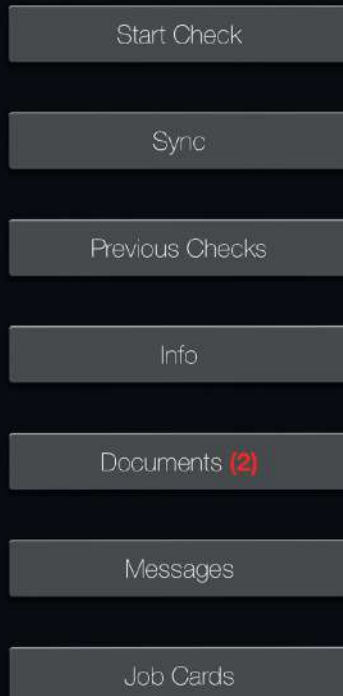 Start Check
Sync
Previous Checks
Info
Documents (2)
Messages
Job Cards